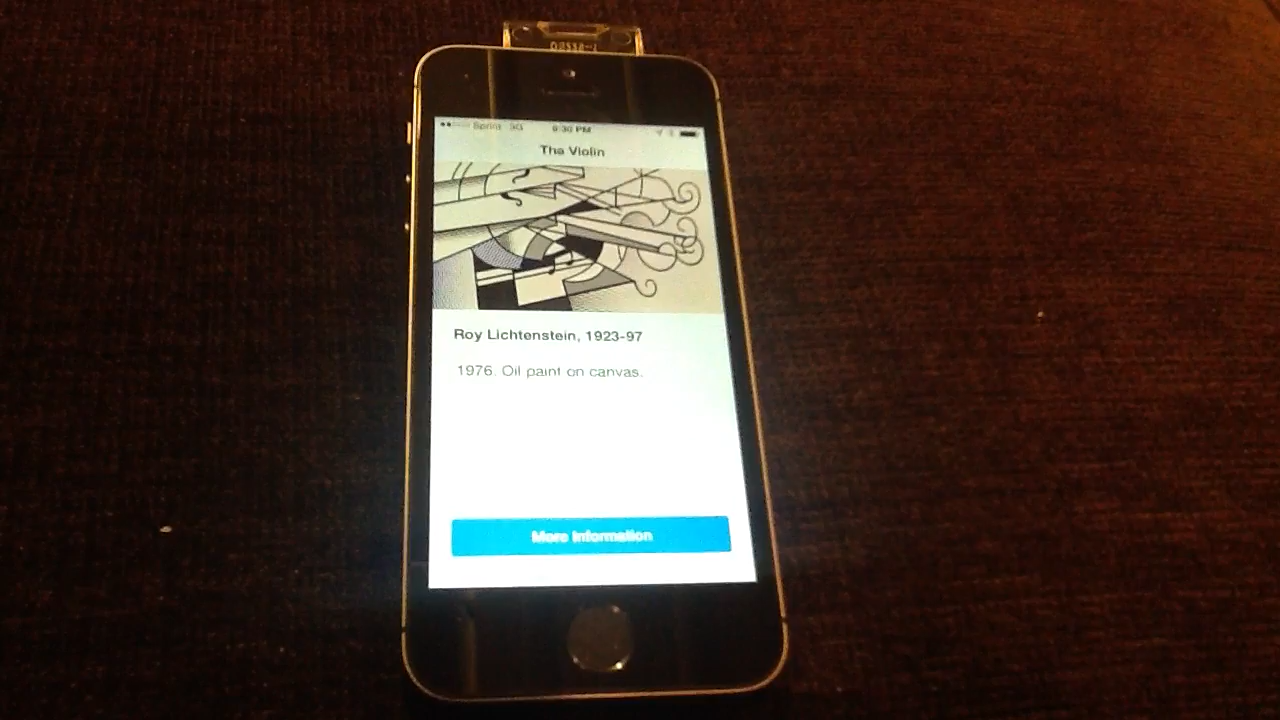 Sprint 3G 9:30 PM
The Violin
Roy Lichtenstein, 1923-97
1976. Oil paint on canvas.
More Information